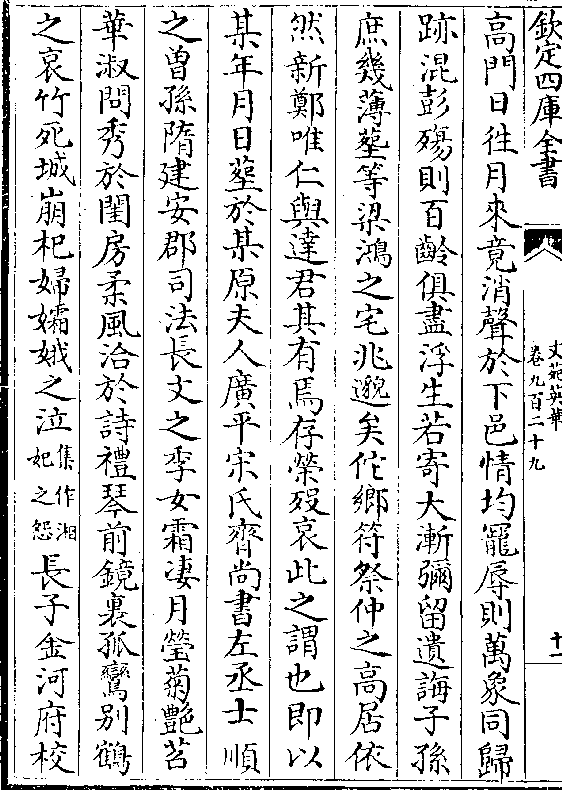 欽定四庫全書
文苑英華
卷九百二十九
十一
高門日往月來竟消聲於下邑情均寵辱則萬象同歸
跡混彭殤則百齡俱盡浮生若寄大漸彌留遺誨子孫
庶幾薄塟等梁鴻之宅兆邈矣佗鄉符祭仲之高居依
然新鄭唯仁與達君其有焉存榮歿哀此之謂也即以
某年月日塟於某原夫人廣平宋氏齊尚書左丞士順
之曾孫隋建安郡司法長文之季女霜凄月瑩菊艷苕
華淑問秀於閨房柔風洽於詩禮琴前鏡裏孤鸞別鶴
之哀竹死城崩杞婦孀娥之泣集作湘妃之怨長子金河府校